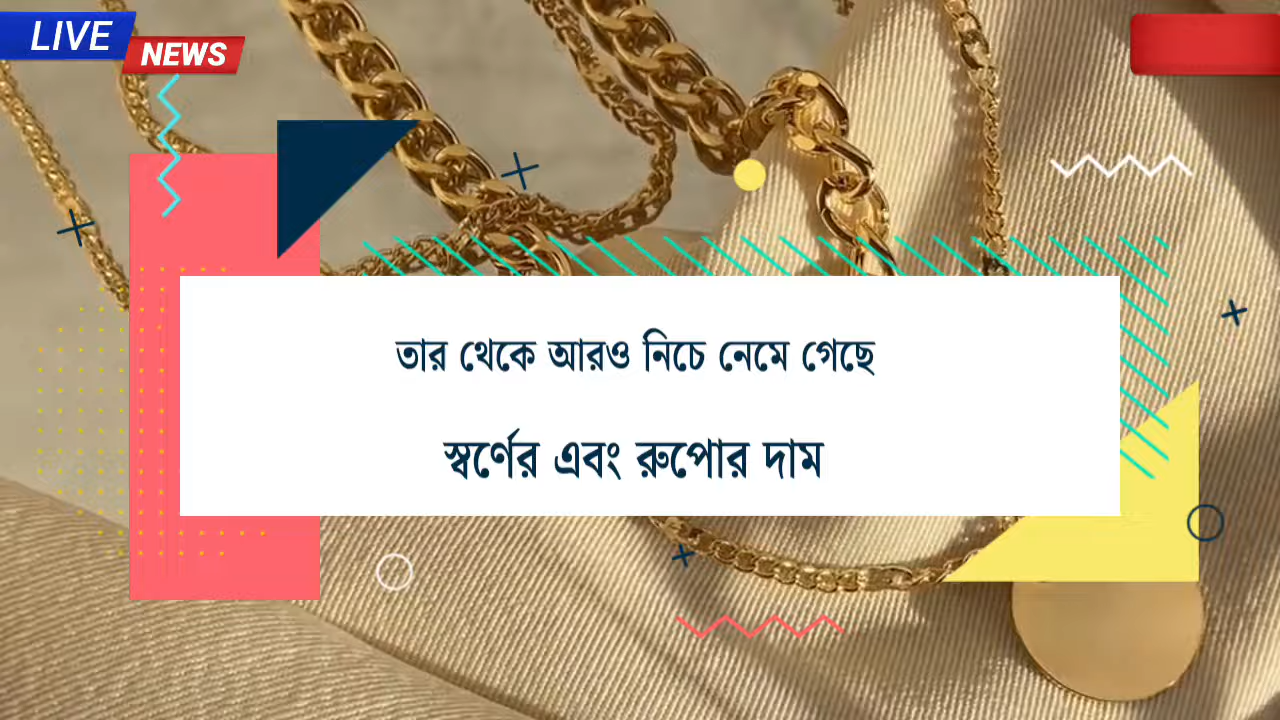 LIVE
NEWS
তার থেকে আরও নিচে নেমে গেছে
স্বর্ণের এবং রুপোর দাম